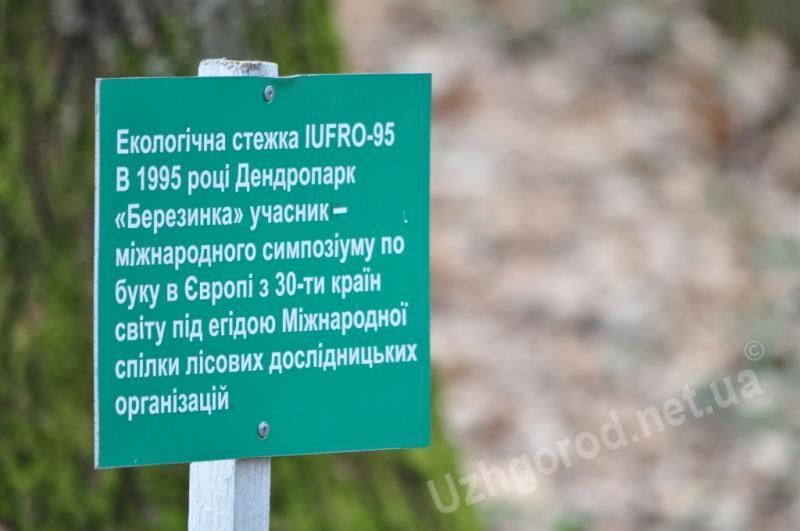 Екологічна стежка IUFRO-95
В 1995 році Дендропарк
«Березинка» учасник –
міжнародного симпозіуму по
буку в Європі з 30-ти країн
світу під егідою Міжнародної
спілки лісових дослідницьких
організацій
© Uzhgorod.net.ua